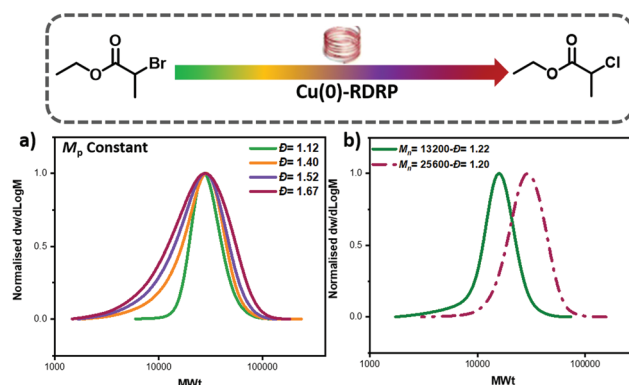 O
O
Br
Cu(0)-RDRP
O
O
Cl
a)
Mp Constant
Đ= 1.12
Đ= 1.40
Đ= 1.52
Đ= 1.67
Normalised dw/dLogM
1.0
0.5
0.0
1000
10000
100000
MWt
b)
Mn= 13200-Đ= 1.22
Mn= 25600-Đ= 1.20
Normalised dw/dLogM
1.0
0.5
0.0
1000
10000
100000
MWt